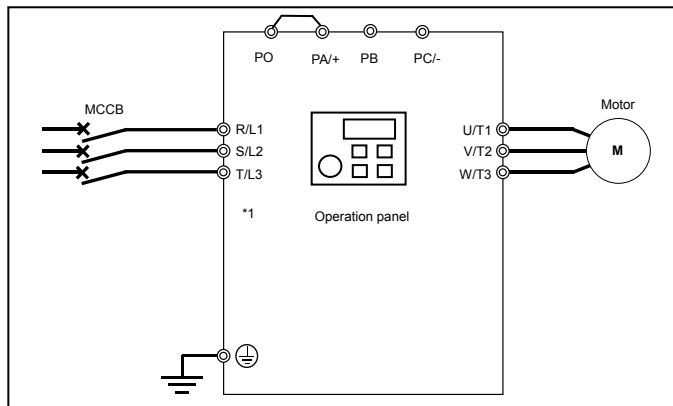 PO PA/+ PB PC/-
MCCB
Motor
R/L1
U/T1
S/L2
V/T2
M
T/L3
W/T3
*1
Operation panel